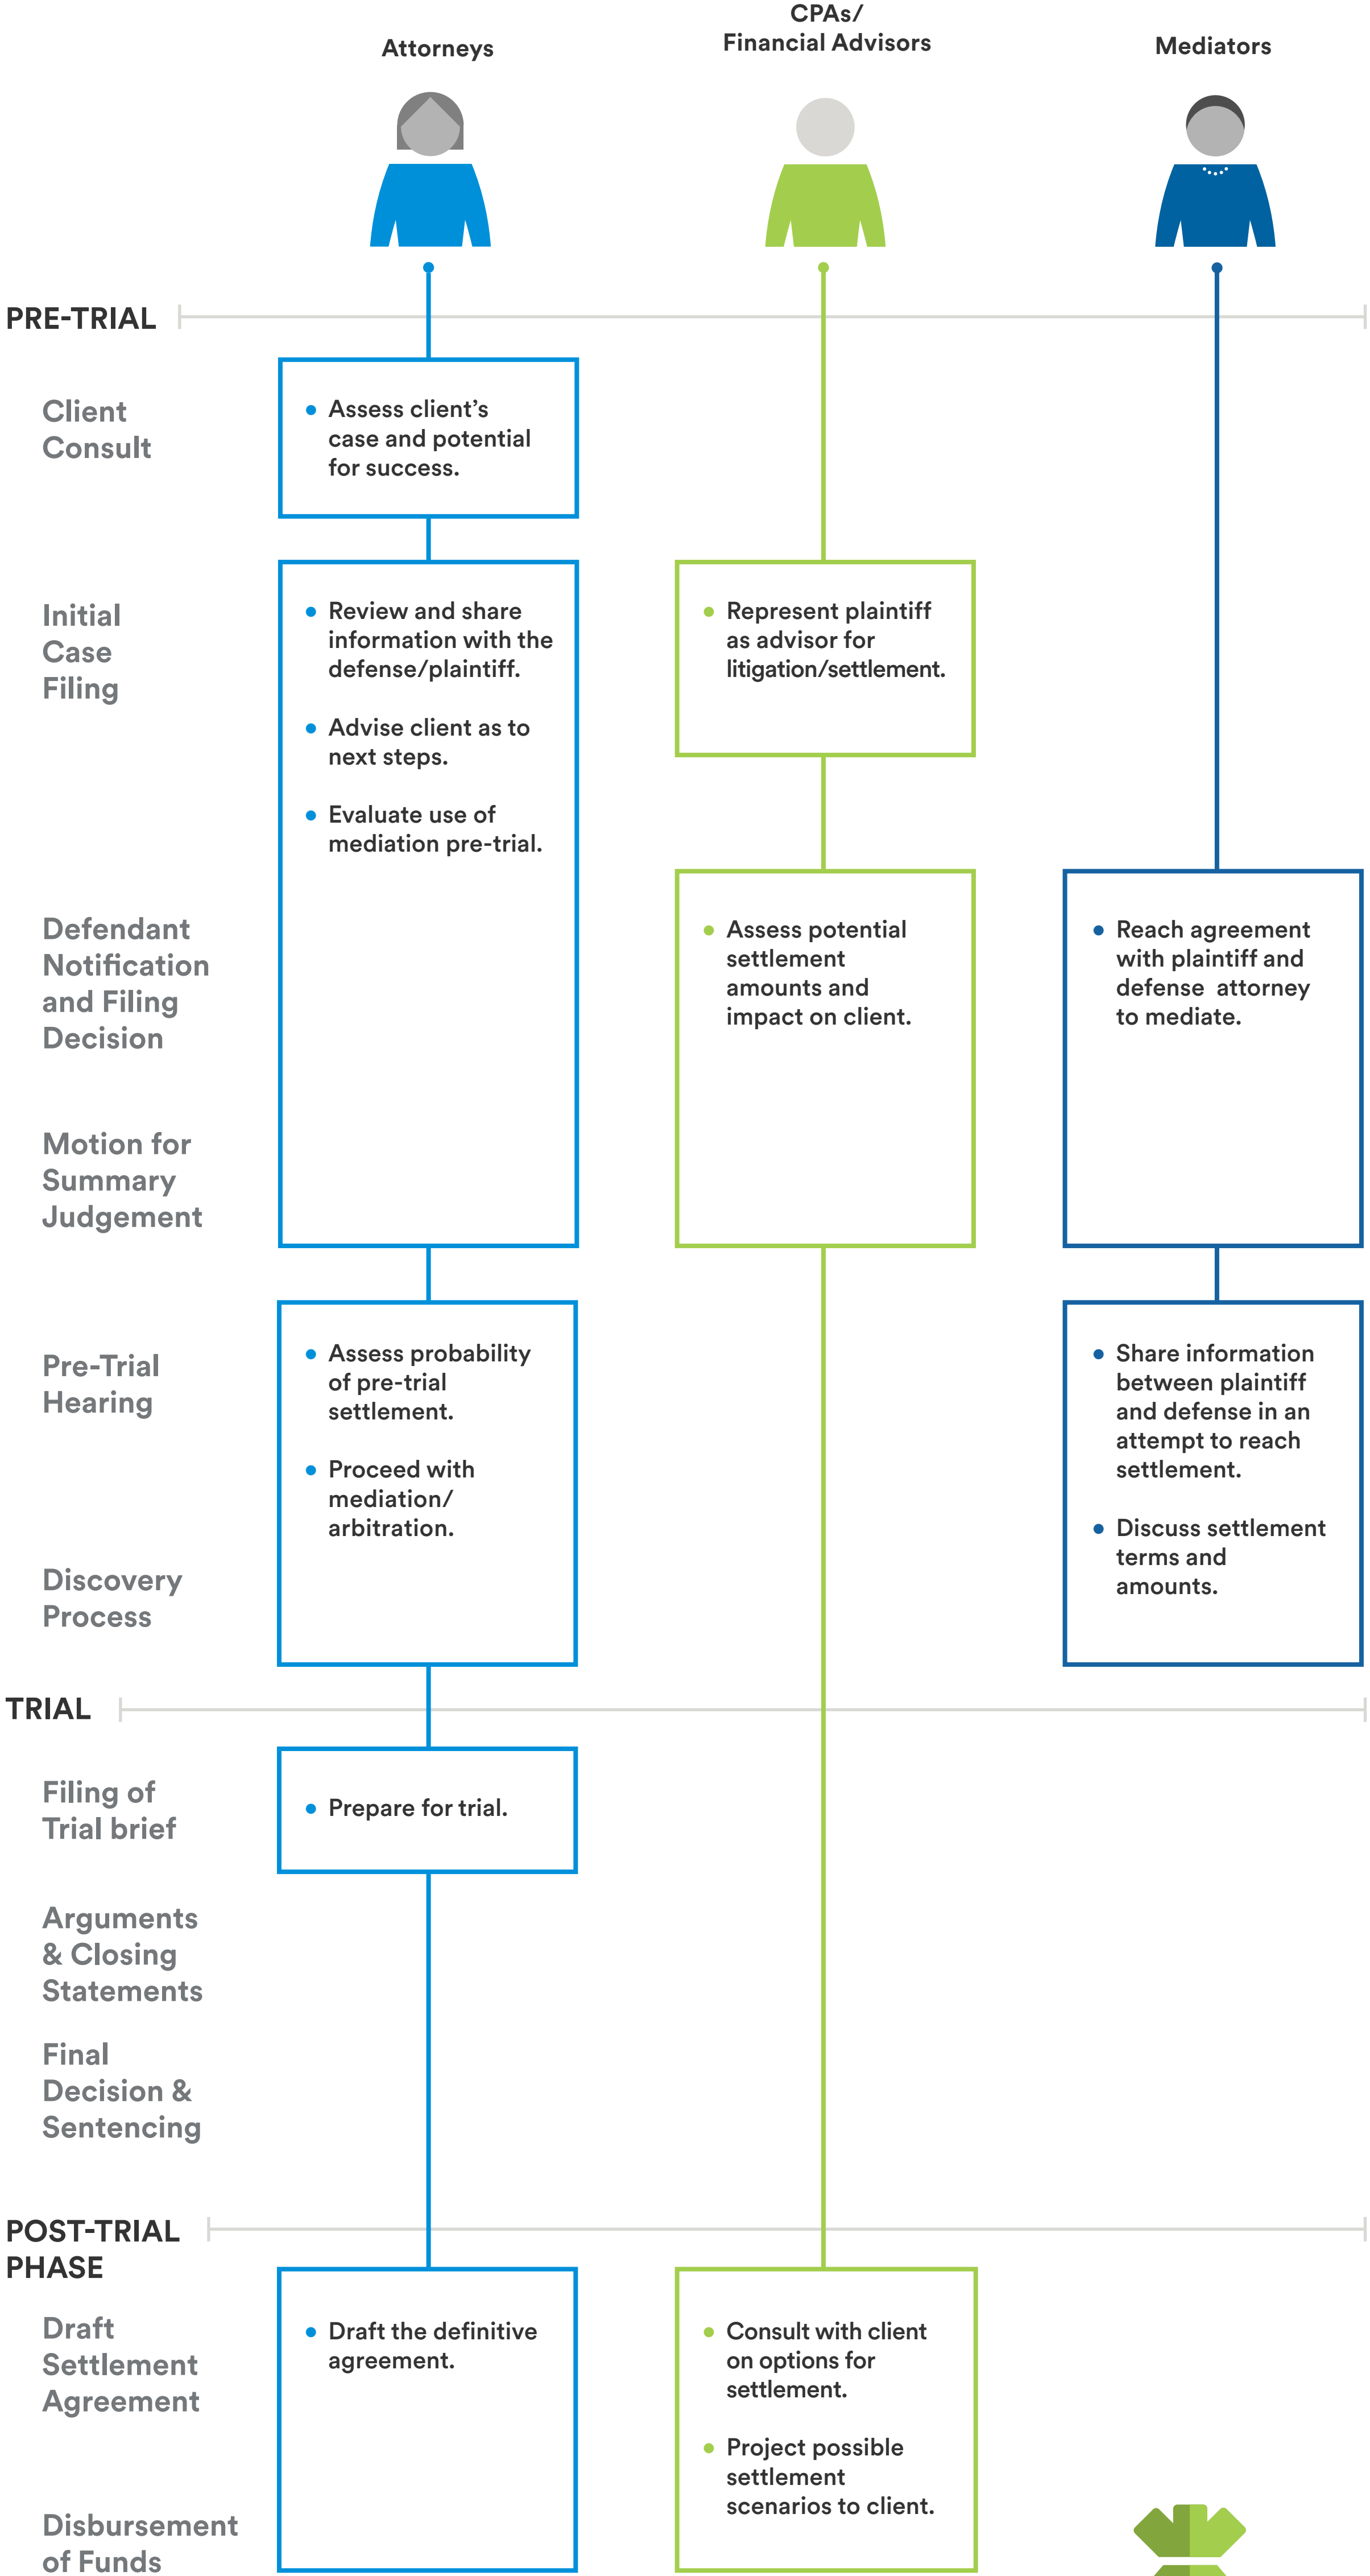 CPAs/
Attorneys
Financial Advisors
Mediators
PRE-TRIAL
Client
Consult
• Assess client’s
case and potential
for success.
Initial
Case
Filing
• Review and share
information with the
defense/plaintiff.
• Advise client as to
next steps.
• Evaluate use of
mediation pre-trial.
• Represent plaintiff
as advisor for
litigation/settlement.
Defendant
Notification
and Filing
Decision
• Assess potential
settlement
amounts and
impact on client.
• Reach agreement
with plaintiff and
defense attorney
to mediate.
Motion for
Summary
Judgement
Pre-Trial
Hearing
• Assess probability
of pre-trial
settlement.
• Proceed with
mediation/
arbitration.
• Share information
between plaintiff
and defense in an
attempt to reach
settlement.
• Discuss settlement
terms and
amounts.
Discovery
Process
TRIAL
Filing of
Trial brief
• Prepare for trial.
Arguments
& Closing
Statements
Final
Decision &
Sentencing
POST-TRIAL
PHASE
Draft
Settlement
Agreement
• Draft the definitive
agreement.
• Consult with client
on options for
settlement.
• Project possible
settlement
scenarios to client.
Disbursement
of Funds